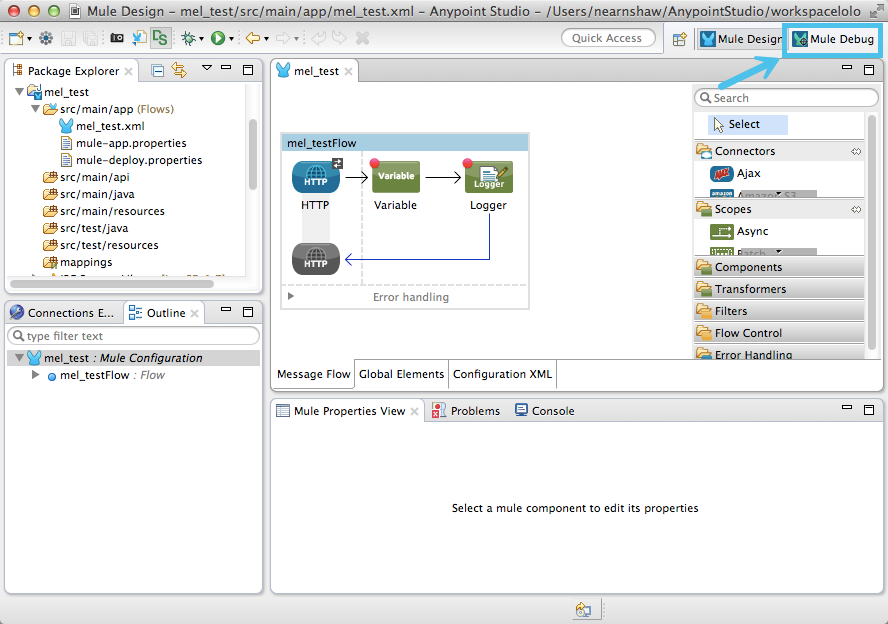 Mule Design – mel_test/src/main/app/mel_test.xml – Anypoint Studio – /Users/nearnshaw/AnypointStudio/workspacelolo
DS
Quick Access
Mule Design
Mule Debug
Package Explorer
mel_test
src/main/app (Flows)
mel_test.xml
mule-app.properties
mule-deploy.properties
src/main/api
src/main/java
src/main/resources
src/test/java
src/test/resources
mappings
Connections E...
Outline
type filter text
mel_test : Mule Configuration
mel_testFlow : Flow
mel_test
mel_testFlow
HTTP
Variable
Logger
HTTP
Variable
Logger
HTTP
Error handling
Message Flow
Global Elements
Configuration XML
Search
Select
Connectors
Ajax
amazon
Amazon S3
Scopes
Async
Batch
Components
Transformers
Filters
Flow Control
Error Handling
Mule Properties View
Problems
Console
Select a mule component to edit its properties